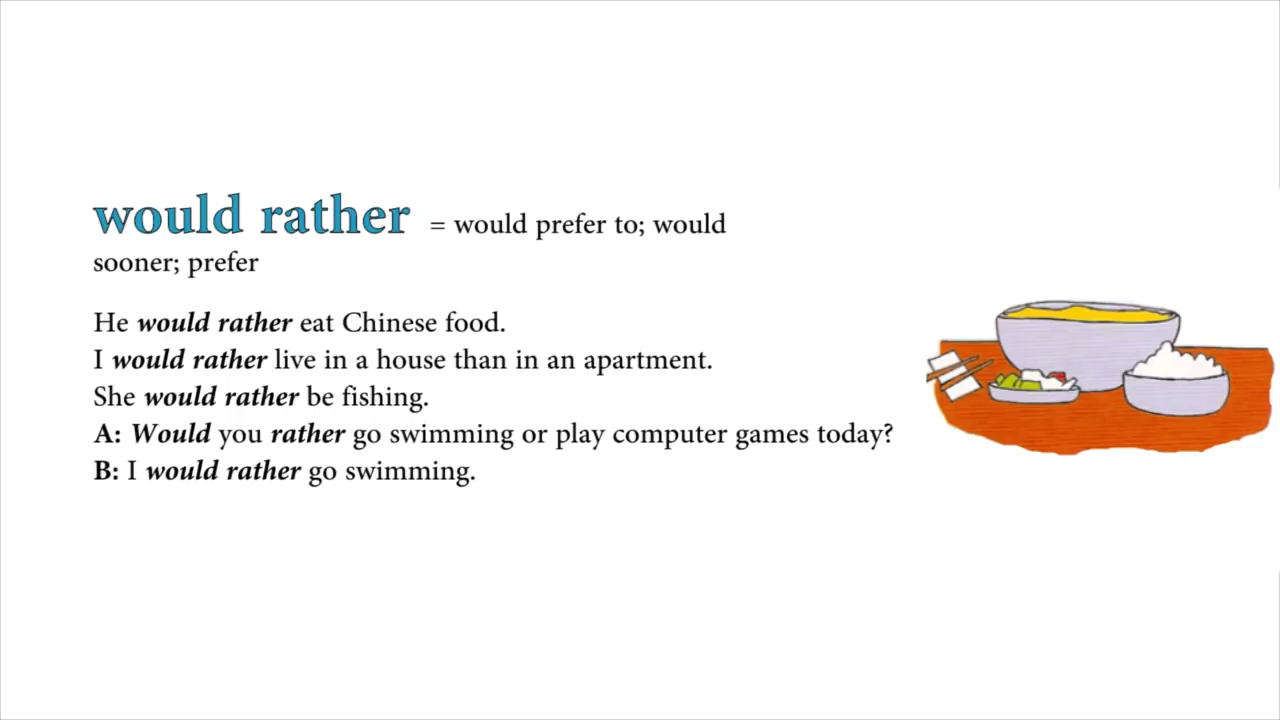 would rather = would prefer to; would
sooner; prefer
He would rather eat Chinese food.
I would rather live in a house than in an apartment.
She would rather be fishing.
A: Would you rather go swimming or play computer games today?
B: I would rather go swimming.